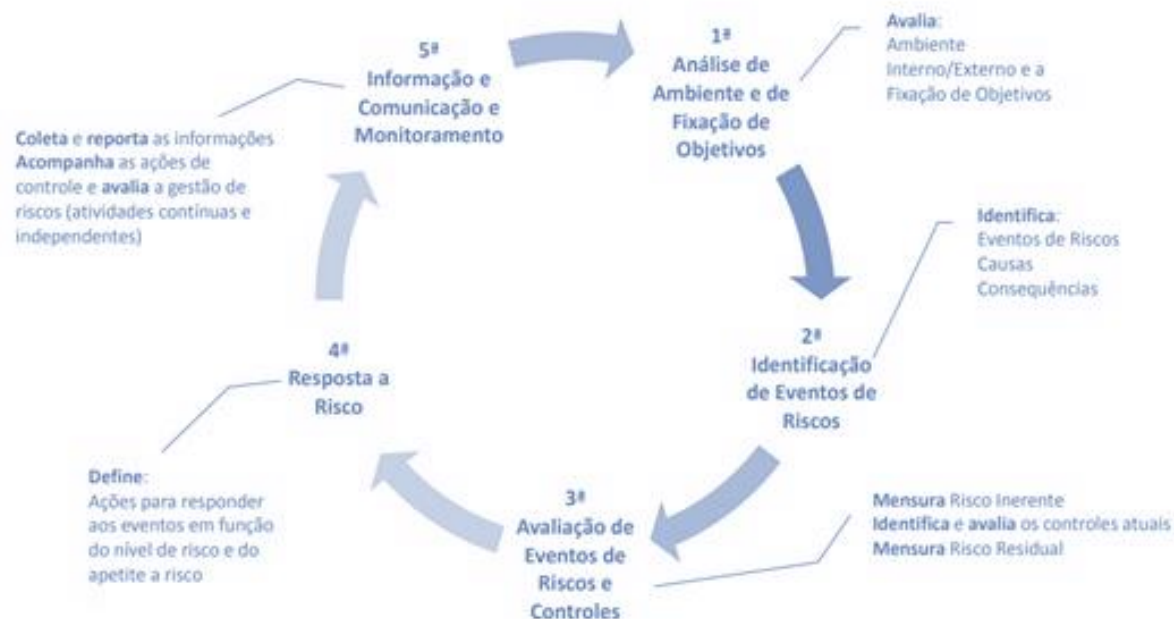 1ª
Análise de
Ambiente e de
Fixação de
Objetivos
Avalia:
Ambiente
Interno/Externo e a
Fixação de Objetivos
2ª
Identificação
de Eventos de
Riscos
Identifica:
Eventos de Riscos
Causas
Consequências
3ª
Avaliação de
Eventos de
Riscos e
Controles
Mensura Risco Inerente
Identifica e avalia os controles atuais
Mensura Risco Residual
4ª
Resposta a
Risco
Define:
Ações para responder
aos eventos em função
do nível de risco e do
apetite a risco
5ª
Informação e
Comunicação e
Monitoramento
Coleta e reporta as informações
Acompanha as ações de
controle e avalia a gestão de
riscos (atividades contínuas e
independentes)